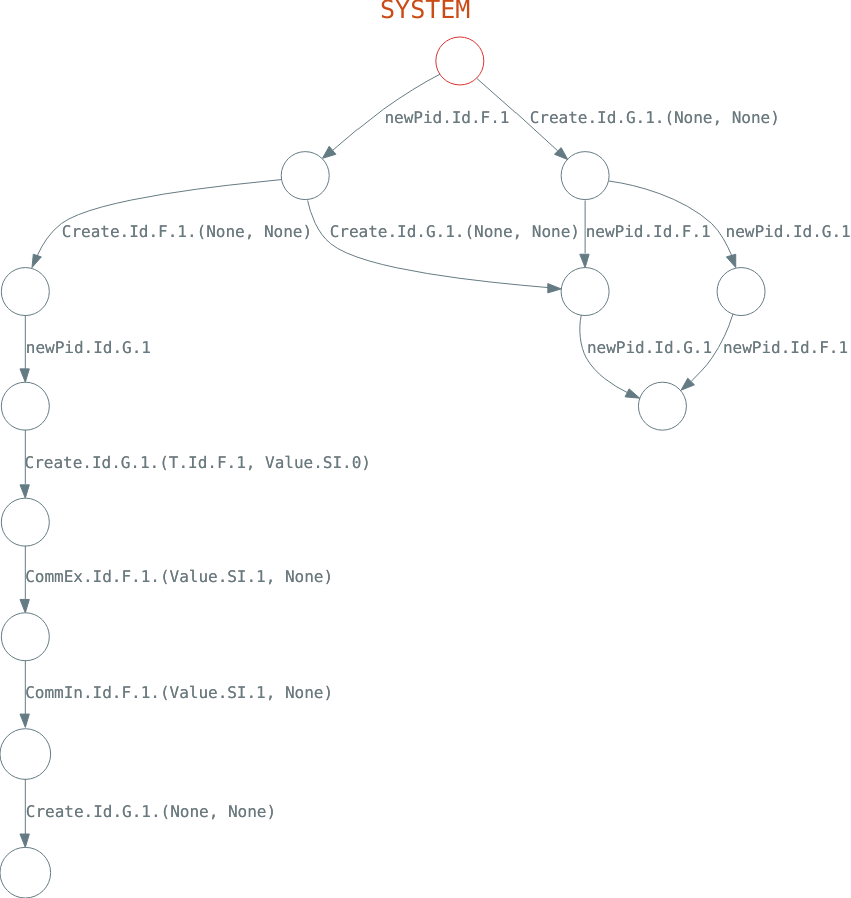 SYSTEM
newPid.Id.F.1
Create.Id.G.1.(None, None)
Create.Id.F.1.(None, None)
Create.Id.G.1.(None, None)
newPid.Id.F.1
newPid.Id.G.1
newPid.Id.G.1
newPid.Id.G.1
newPid.Id.F.1
Create.Id.G.1.(T.Id.F.1, Value.SI.0)
CommEx.Id.F.1.(Value.SI.1, None)
CommIn.Id.F.1.(Value.SI.1, None)
Create.Id.G.1.(None, None)